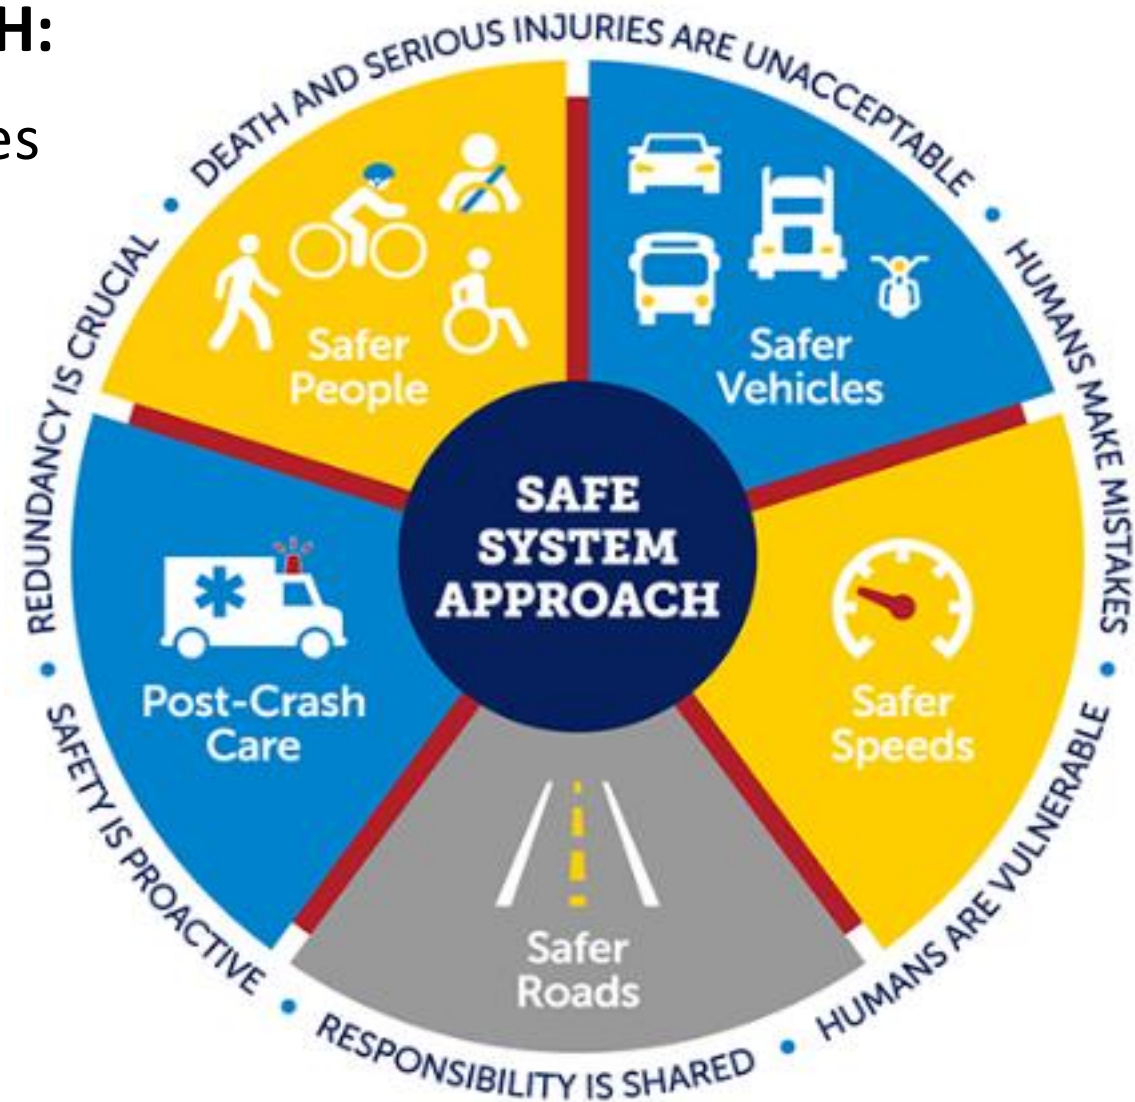 H:
es
DEATH AND SERIOUS INJURIES ARE UNACCEPTABLE
HUMANS MAKE MISTAKES
HUMANS ARE VULNERABLE
RESPONSIBILITY IS SHARED
SAFETY IS PROACTIVE
REDUNDANCY IS CRUCIAL
Safer
People
Safer
Vehicles
SAFE
SYSTEM
APPROACH
Post-Crash
Care
Safer
Speeds
Safer
Roads